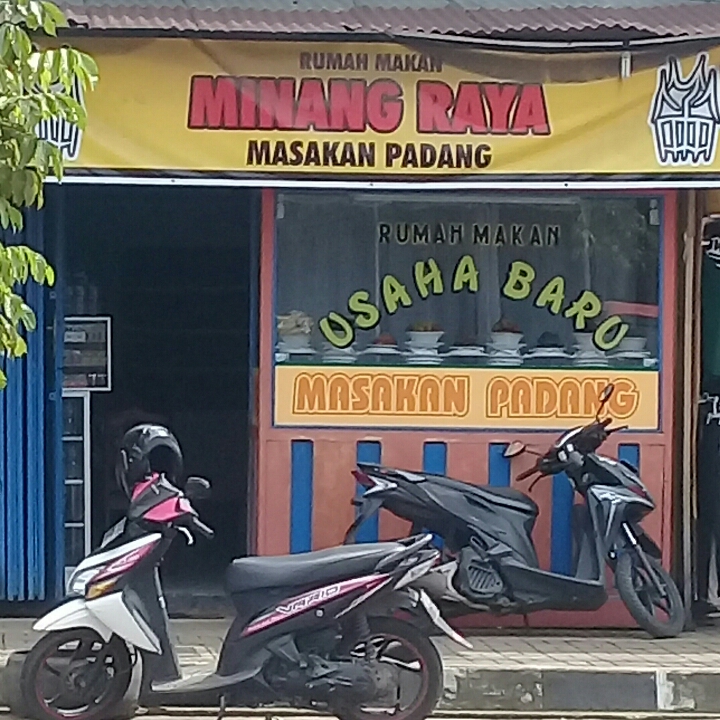 RUMAH MAKAN
MINANG RAYA
MASAKAN PADANG
RUMAH MAKAN
USAHA BARU
MASAKAN PADANG
VARIO